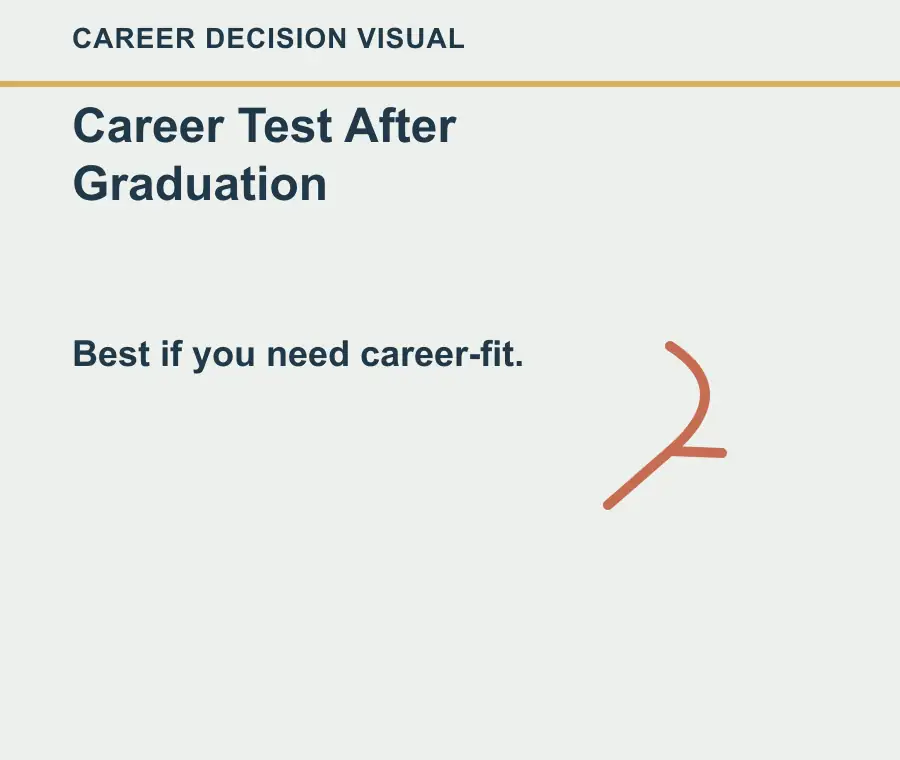 CAREER DECISION VISUAL
Career Test After
Graduation
Best if you need career-fit.